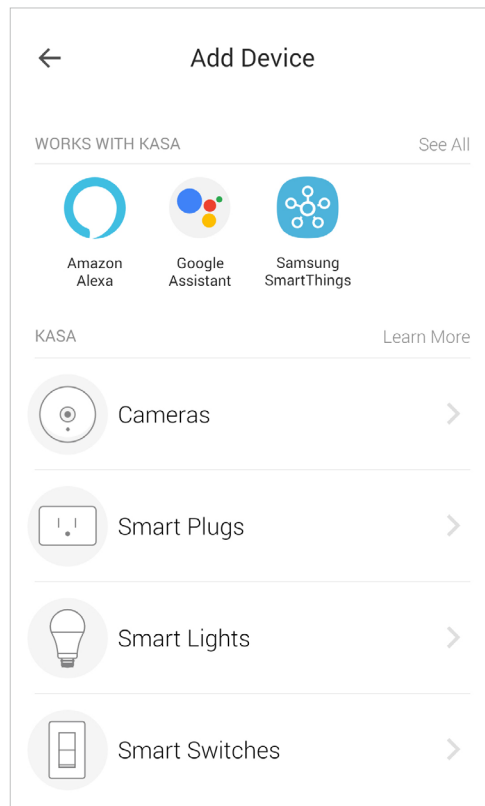 Add Device
WORKS WITH KASA See All
Amazon
Alexa
Google
Assistant
Samsung
SmartThings
KASA Learn More
Cameras
Smart Plugs
Smart Lights
Smart Switches